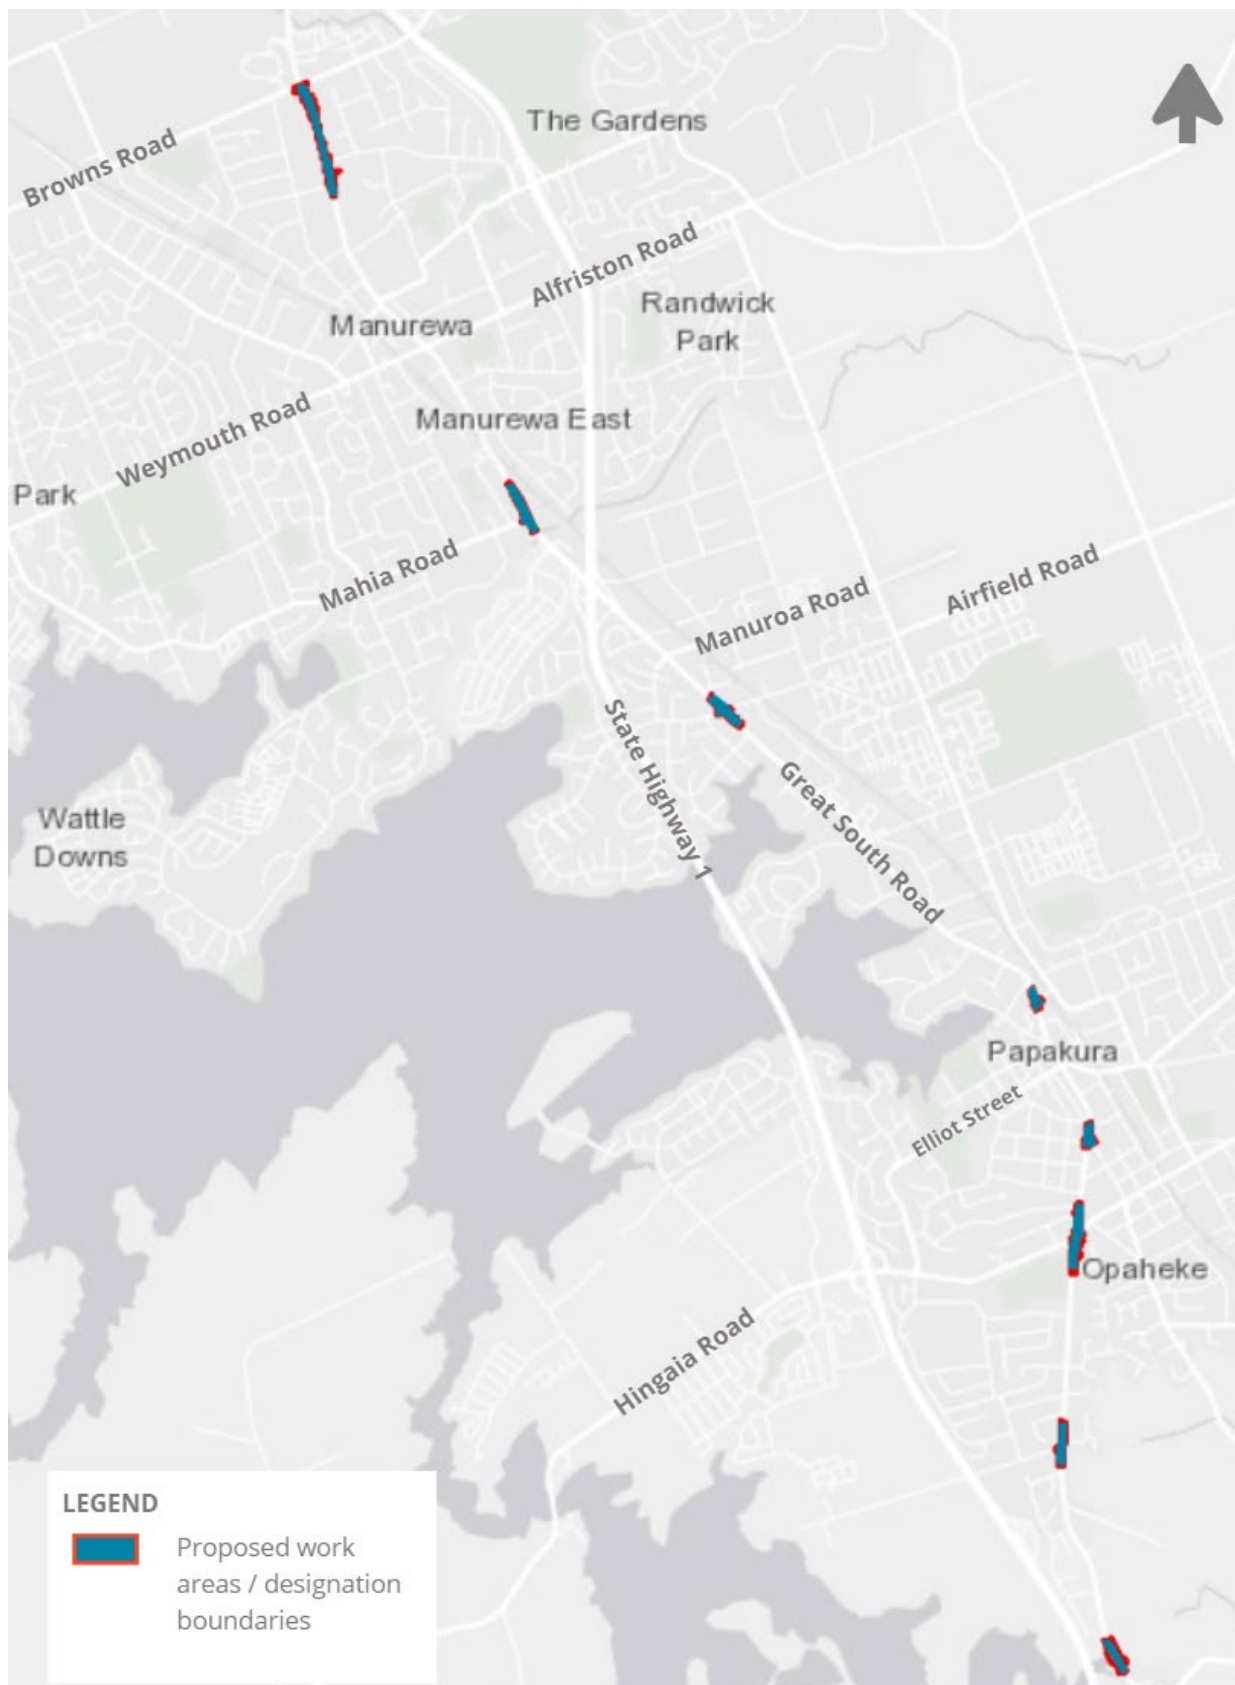 The Gardens
Browns Road
Alfriston Road
Randwick
Park
Manurewa
Manurewa East
Weymouth Road
Park
Mahia Road
Manuroa Road
Airfield Road
State Highway 1
Great South Road
Wattle
Downs
Papakura
Elliot Street
Opaheke
Hingaia Road
LEGEND
Proposed work
areas / designation
boundaries